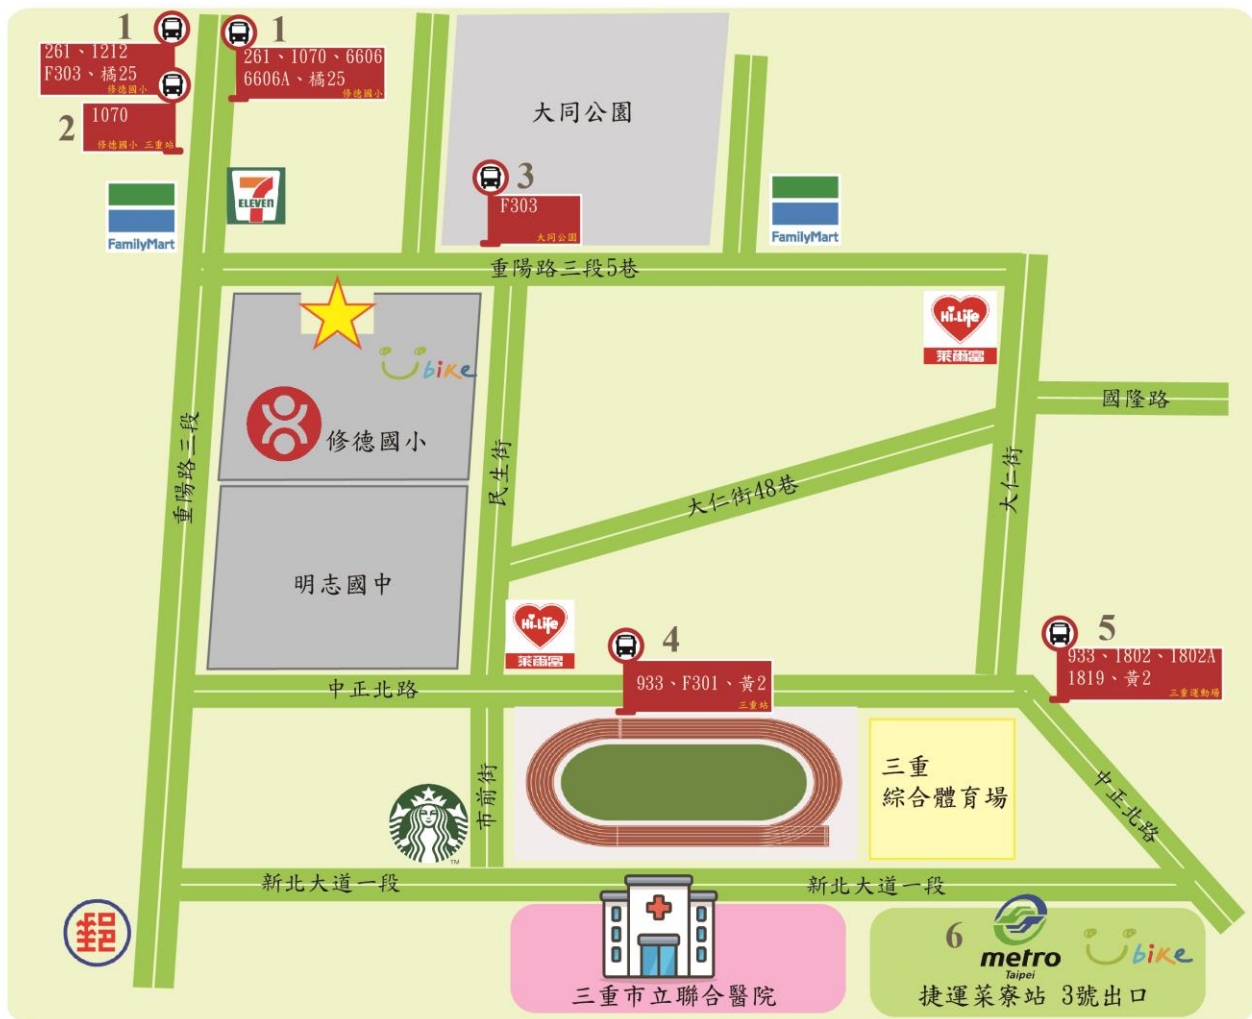 1
261、1212
F303、橘25
修德國小
1
261、1070、6606
6606A、橘25
修德國小
2
1070
修德國小 三重站
大同公園
3
F303
大同公園
FamilyMart
7
ELEVEN
FamilyMart
重陽路三段5巷
Hi-Life
萊爾富
Ubike
國隆路
修德國小
重陽路三段
民生街
大仁街48巷
大仁街
明志國中
Hi-Life
萊爾富
4
933、F301、黃2
三重站
5
933、1802、1802A
1819、黃2
三重運動場
中正北路
市前街
三重
綜合體育場
中正北路
TM
新北大道一段
新北大道一段
郵
6
metro
Taipei
Ubike
三重市立聯合醫院
捷運菜寮站 3號出口